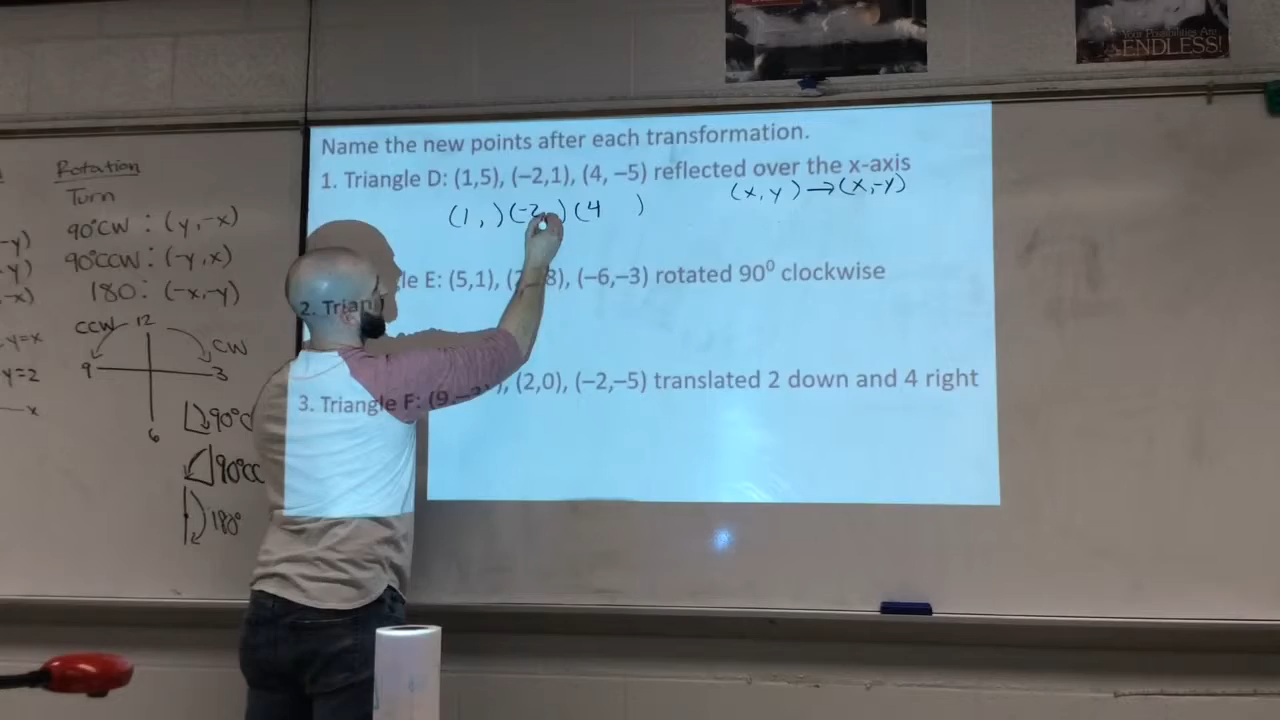 Your Possibilities Are
ENDLESS!
Rotation
Turn
90°CW : (y,-x)
90°CCW : (-y,x)
180 : (-x,-y)
-y)
-y)
-x)
y=x
y=2
x
CCW 12
CW
9 3
6
90°C
90°CC
180°
Name the new points after each transformation.
1. Triangle D: (1,5), (−2,1), (4, −5) reflected over the x-axis
(x,y)→(x,-y)
(1, )(-2, )(4 )
2. Triangle E: (5,1), (8), (−6,−3) rotated 90⁰ clockwise
3. Triangle F: (9, (2,0), (−2,−5) translated 2 down and 4 right